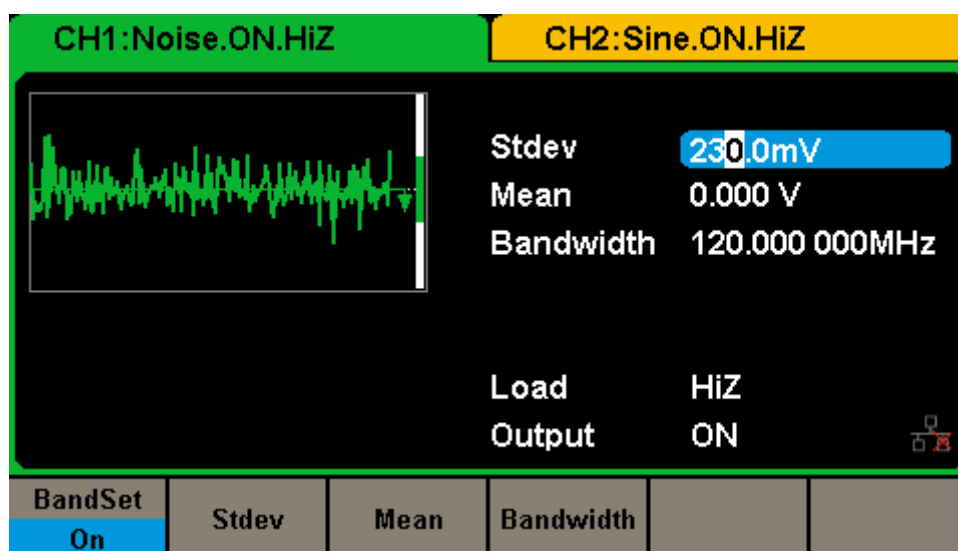 CH1:Noise.ON.HiZ
CH2:Sine.ON.HiZ
Stdev 230.0mV
Mean 0.000 V
Bandwidth 120.000 000MHz
Load HiZ
Output ON
BandSet
On
Stdev
Mean
Bandwidth